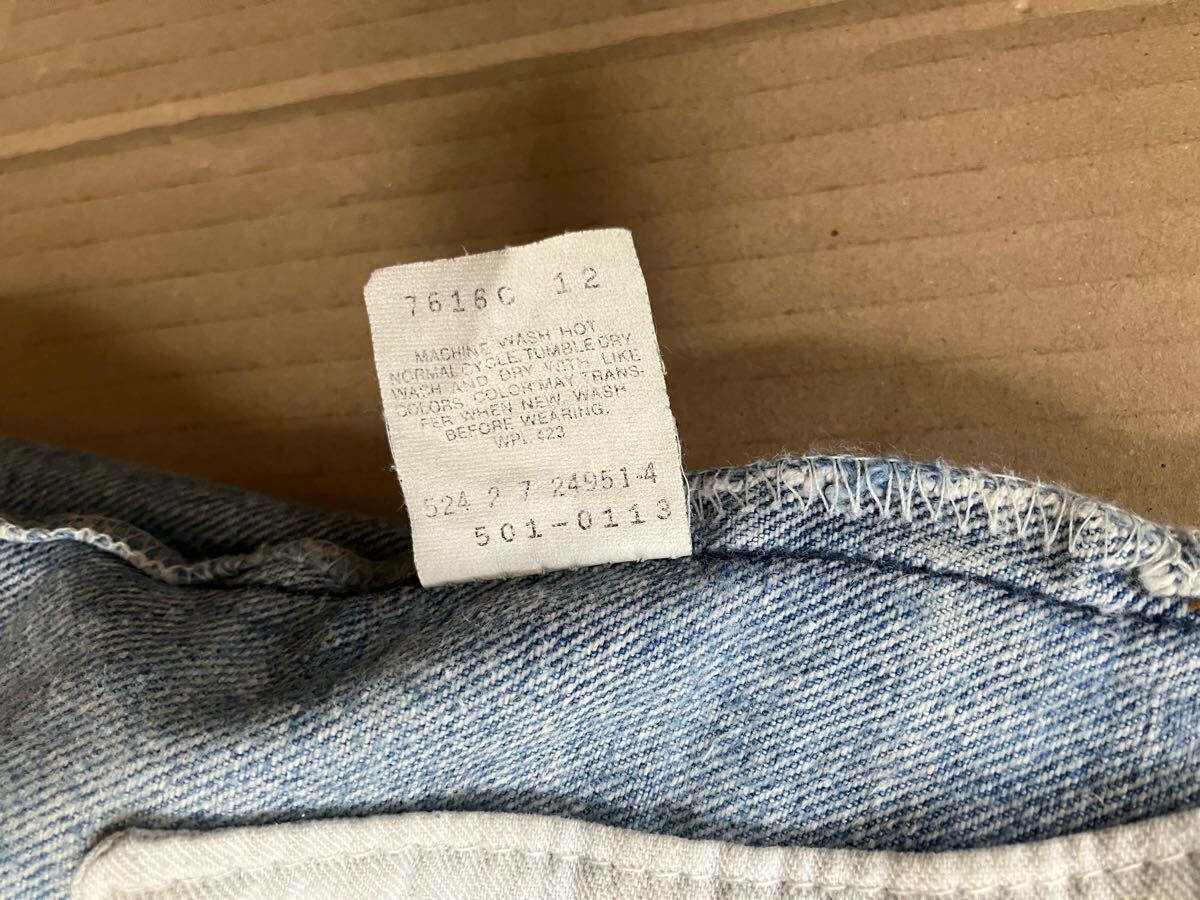 7616C 12
MACHINE WASH HOT
NORMAL CYCLE. TUMBLE DRY
WASH AND DRY WITH LIKE
COLORS, COLOR MAY TRANS-
FER WHEN NEW, WASH
BEFORE WEARING.
WPL 423
524 2 7 24951-4
501-0113